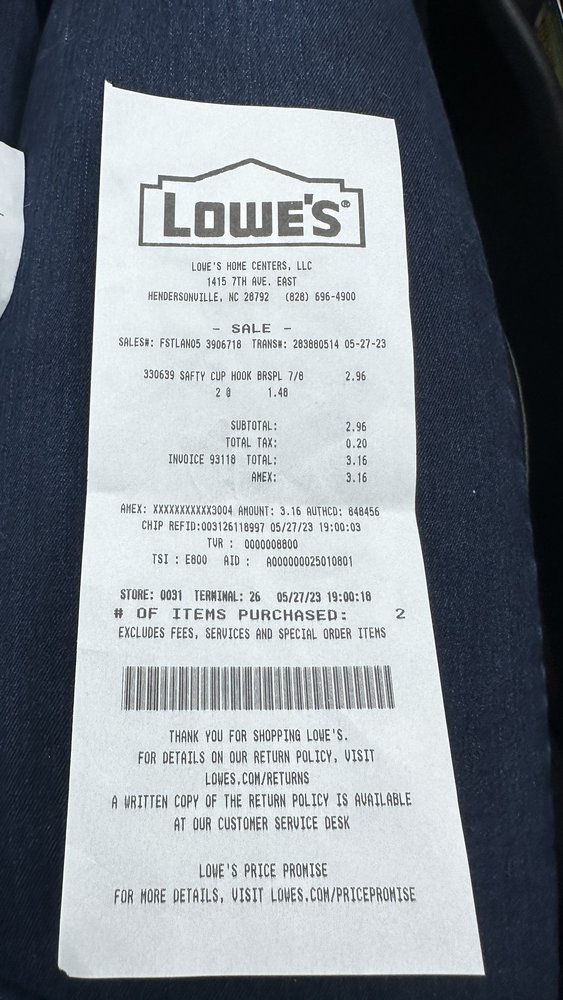 LOWE'S®
LOWE'S HOME CENTERS, LLC
1415 7TH AVE. EAST
HENDERSONVILLE, NC 28792 (828) 696-4900
- SALE -
SALES#: FSTLAN05 3906718 TRANS#: 283880514 05-27-23
330639 SAFTY CUP HOOK BRSPL 7/8 2.96
2 @ 1.48
SUBTOTAL: 2.96
TOTAL TAX: 0.20
INVOICE 93118 TOTAL: 3.16
AMEX: 3.16
AMEX: XXXXXXXXXXX3004 AMOUNT: 3.16 AUTHCD: 848456
CHIP REFID:003126118997 05/27/23 19:00:03
TVR : 0000008800
TSI : E800 AID : A000000025010801
STORE: 0031 TERMINAL: 26 05/27/23 19:00:18
# OF ITEMS PURCHASED: 2
EXCLUDES FEES, SERVICES AND SPECIAL ORDER ITEMS
THANK YOU FOR SHOPPING LOWE'S.
FOR DETAILS ON OUR RETURN POLICY, VISIT
LOWES.COM/RETURNS
A WRITTEN COPY OF THE RETURN POLICY IS AVAILABLE
AT OUR CUSTOMER SERVICE DESK
LOWE'S PRICE PROMISE
FOR MORE DETAILS, VISIT LOWES.COM/PRICEPROMISE